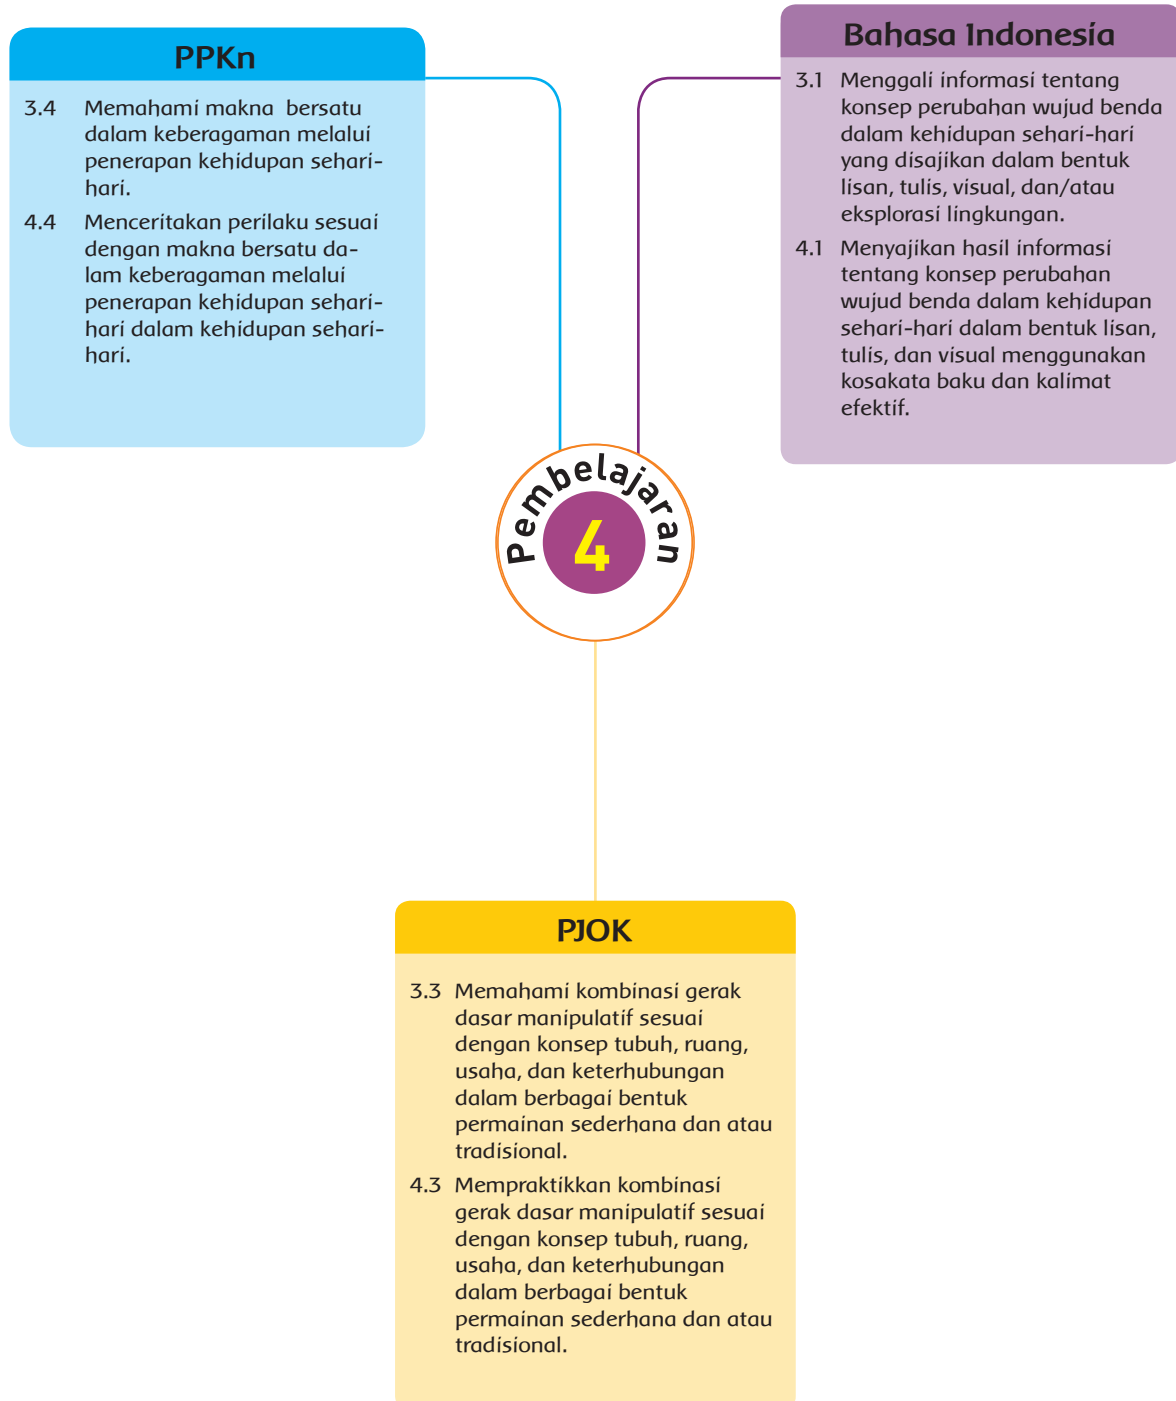 PPKn
3.4 Memahami makna bersatu
dalam keberagaman melalui
penerapan kehidupan sehari-
hari.
4.4 Menceritakan perilaku sesuai
dengan makna bersatu da-
lam keberagaman melalui
penerapan kehidupan sehari-
hari dalam kehidupan sehari-
hari.
Bahasa Indonesia
3.1 Menggali informasi tentang
konsep perubahan wujud benda
dalam kehidupan sehari-hari
yang disajikan dalam bentuk
lisan, tulis, visual, dan/atau
eksplorasi lingkungan.
4.1 Menyajikan hasil informasi
tentang konsep perubahan
wujud benda dalam kehidupan
sehari-hari dalam bentuk lisan,
tulis, dan visual menggunakan
kosakata baku dan kalimat
efektif.
Pembelajaran
4
PJOK
3.3 Memahami kombinasi gerak
dasar manipulatif sesuai
dengan konsep tubuh, ruang,
usaha, dan keterhubungan
dalam berbagai bentuk
permainan sederhana dan atau
tradisional.
4.3 Mempraktikkan kombinasi
gerak dasar manipulatif sesuai
dengan konsep tubuh, ruang,
usaha, dan keterhubungan
dalam berbagai bentuk
permainan sederhana dan atau
tradisional.